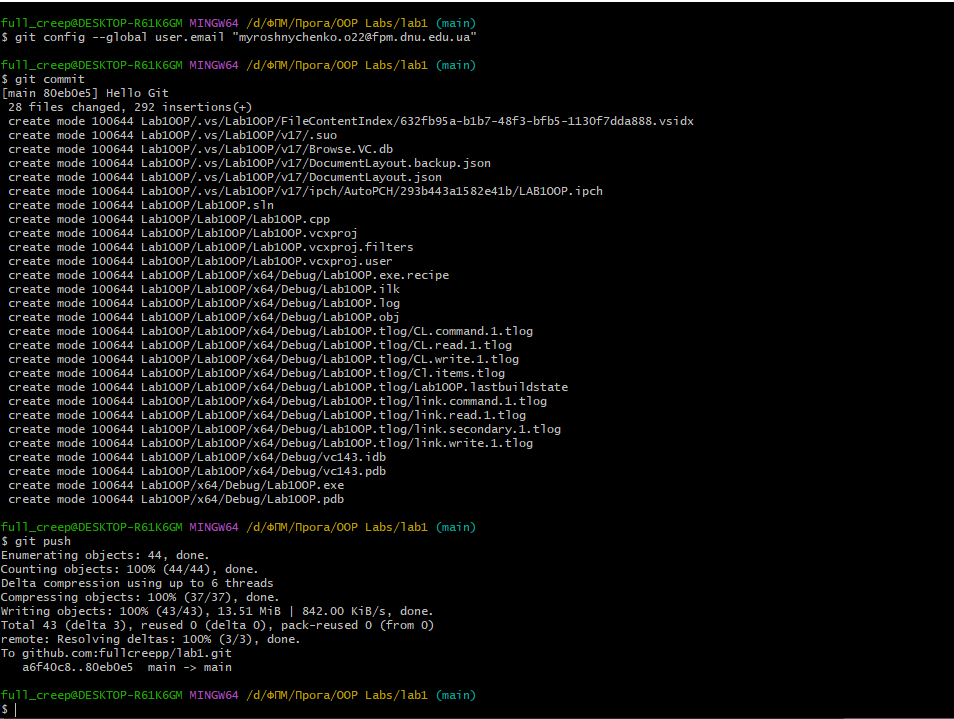 full_creep@DESKTOP-R61K6GM MINGW64 /d/ФПМ/Прога/OOP Labs/lab1 (main)
$ git config --global user.email "myroshnychenko.o22@fpm.dnu.edu.ua"
full_creep@DESKTOP-R61K6GM MINGW64 /d/ФПМ/Прога/OOP Labs/lab1 (main)
$ git commit
[main 80eb0e5] Hello Git
 28 files changed, 292 insertions(+)
 create mode 100644 Lab1OOP/.vs/Lab1OOP/FileContentIndex/632fb95a-b1b7-48f3-bfb5-1130f7dda888.vsidx
 create mode 100644 Lab1OOP/.vs/Lab1OOP/v17/.suo
 create mode 100644 Lab1OOP/.vs/Lab1OOP/v17/Browse.VC.db
 create mode 100644 Lab1OOP/.vs/Lab1OOP/v17/DocumentLayout.backup.json
 create mode 100644 Lab1OOP/.vs/Lab1OOP/v17/DocumentLayout.json
 create mode 100644 Lab1OOP/.vs/Lab1OOP/v17/ipch/AutoPCH/293b443a1582e41b/LAB1OOP.ipch
 create mode 100644 Lab1OOP/Lab1OOP.sln
 create mode 100644 Lab1OOP/Lab1OOP/Lab1OOP.cpp
 create mode 100644 Lab1OOP/Lab1OOP/Lab1OOP.vcxproj
 create mode 100644 Lab1OOP/Lab1OOP/Lab1OOP.vcxproj.filters
 create mode 100644 Lab1OOP/Lab1OOP/Lab1OOP.vcxproj.user
 create mode 100644 Lab1OOP/Lab1OOP/x64/Debug/Lab1OOP.exe.recipe
 create mode 100644 Lab1OOP/Lab1OOP/x64/Debug/Lab1OOP.ilk
 create mode 100644 Lab1OOP/Lab1OOP/x64/Debug/Lab1OOP.log
 create mode 100644 Lab1OOP/Lab1OOP/x64/Debug/Lab1OOP.obj
 create mode 100644 Lab1OOP/Lab1OOP/x64/Debug/Lab1OOP.tlog/CL.command.1.tlog
 create mode 100644 Lab1OOP/Lab1OOP/x64/Debug/Lab1OOP.tlog/CL.read.1.tlog
 create mode 100644 Lab1OOP/Lab1OOP/x64/Debug/Lab1OOP.tlog/CL.write.1.tlog
 create mode 100644 Lab1OOP/Lab1OOP/x64/Debug/Lab1OOP.tlog/Cl.items.tlog
 create mode 100644 Lab1OOP/Lab1OOP/x64/Debug/Lab1OOP.tlog/Lab1OOP.lastbuildstate
 create mode 100644 Lab1OOP/Lab1OOP/x64/Debug/Lab1OOP.tlog/link.command.1.tlog
 create mode 100644 Lab1OOP/Lab1OOP/x64/Debug/Lab1OOP.tlog/link.read.1.tlog
 create mode 100644 Lab1OOP/Lab1OOP/x64/Debug/Lab1OOP.tlog/link.secondary.1.tlog
 create mode 100644 Lab1OOP/Lab1OOP/x64/Debug/Lab1OOP.tlog/link.write.1.tlog
 create mode 100644 Lab1OOP/Lab1OOP/x64/Debug/vc143.idb
 create mode 100644 Lab1OOP/Lab1OOP/x64/Debug/vc143.pdb
 create mode 100644 Lab1OOP/x64/Debug/Lab1OOP.exe
 create mode 100644 Lab1OOP/x64/Debug/Lab1OOP.pdb
full_creep@DESKTOP-R61K6GM MINGW64 /d/ФПМ/Прога/OOP Labs/lab1 (main)
$ git push
Enumerating objects: 44, done.
Counting objects: 100% (44/44), done.
Delta compression using up to 6 threads
Compressing objects: 100% (37/37), done.
Writing objects: 100% (43/43), 13.51 MiB | 842.00 KiB/s, done.
Total 43 (delta 3), reused 0 (delta 0), pack-reused 0 (from 0)
remote: Resolving deltas: 100% (3/3), done.
To github.com:fullcreepp/lab1.git
   a6f40c8..80eb0e5  main -> main
full_creep@DESKTOP-R61K6GM MINGW64 /d/ФПМ/Прога/OOP Labs/lab1 (main)
$